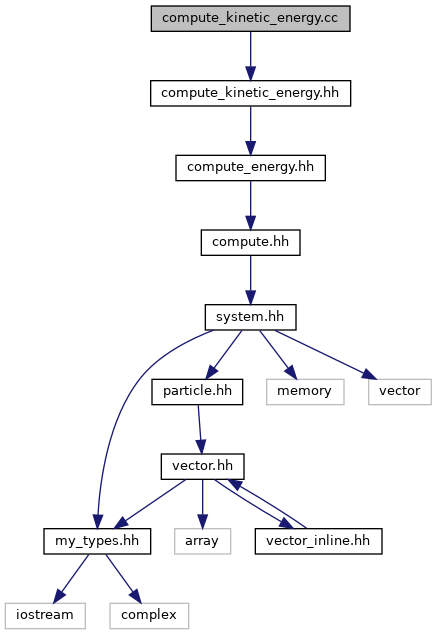 compute_kinetic_energy.cc
compute_kinetic_energy.hh
compute_energy.hh
compute.hh
system.hh
particle.hh
memory
vector
vector.hh
my_types.hh
array
vector_inline.hh
iostream
complex